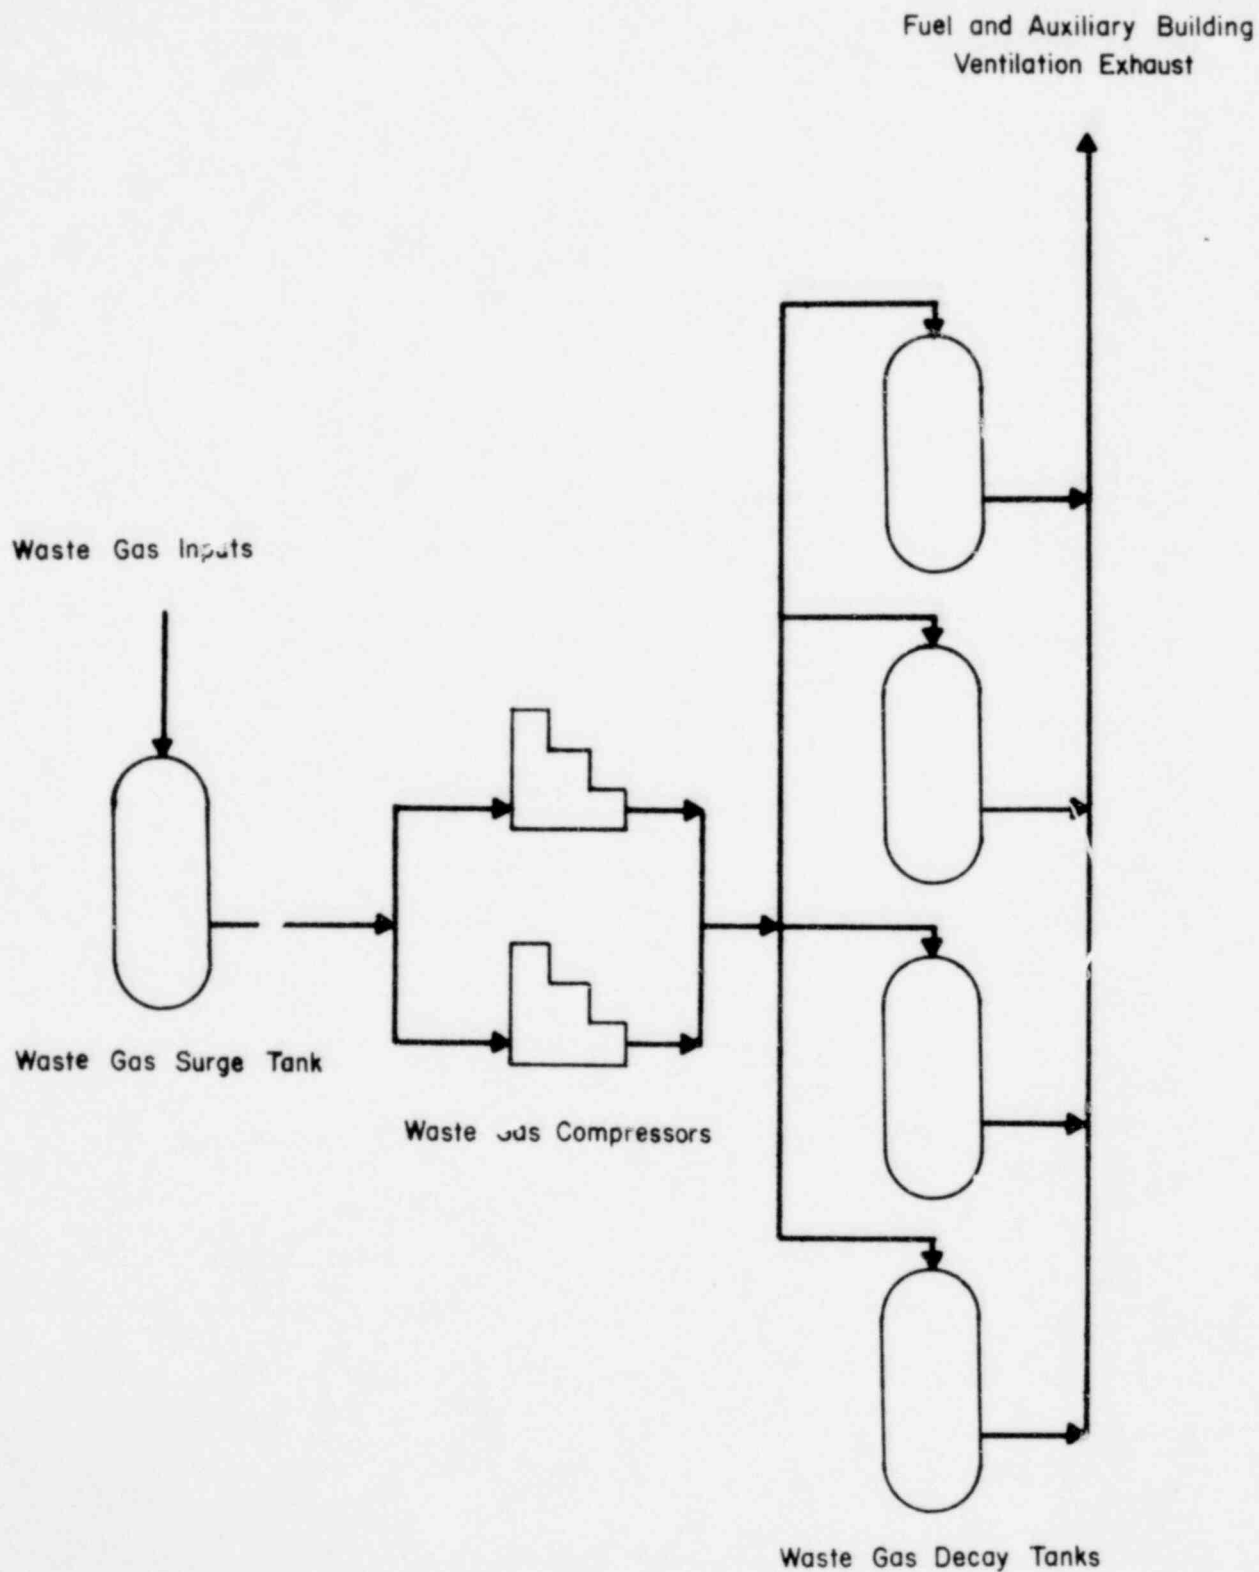 Fuel and Auxiliary Building
Ventilation Exhaust
Waste Gas Inputs
Waste Gas Surge Tank
Waste Gas Compressors
Waste Gas Decay Tanks